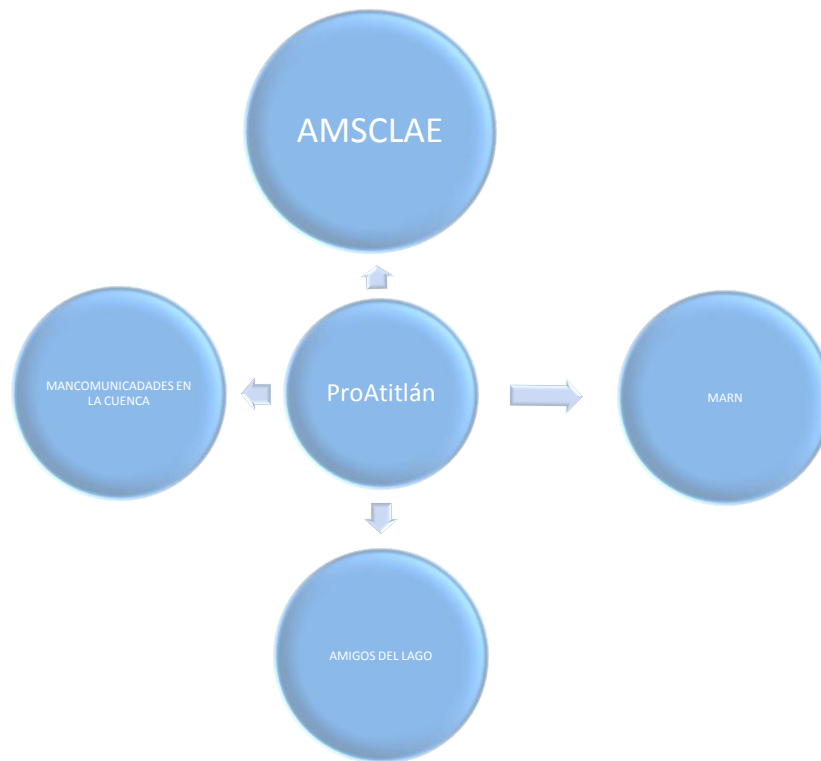 AMSCLAE
MANCOMUNICADADES EN
LA CUENCA
ProAtitlán
MARN
AMIGOS DEL LAGO